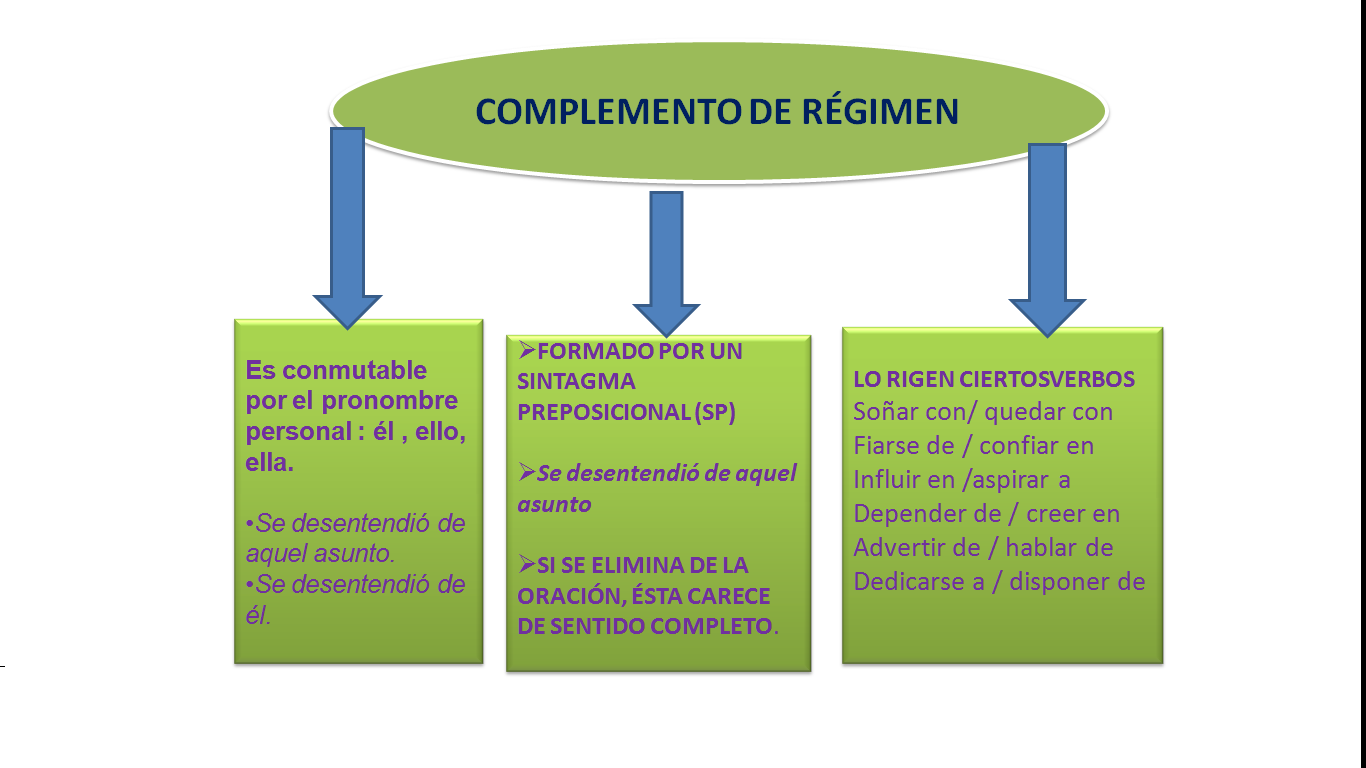 COMPLEMENTO DE RÉGIMEN
Es conmutable
por el pronombre
personal : él , ello,
ella.
•Se desentendió de
aquel asunto.
•Se desentendió de
él.
➢FORMADO POR UN
SINTAGMA
PREPOSICIONAL (SP)
➢Se desentendió de aquel
asunto
➢SI SE ELIMINA DE LA
ORACIÓN, ÉSTA CARECE
DE SENTIDO COMPLETO.
LO RIGEN CIERTOSVERBOS
Soñar con/ quedar con
Fiarse de / confiar en
Influir en /aspirar a
Depender de / creer en
Advertir de / hablar de
Dedicarse a / disponer de